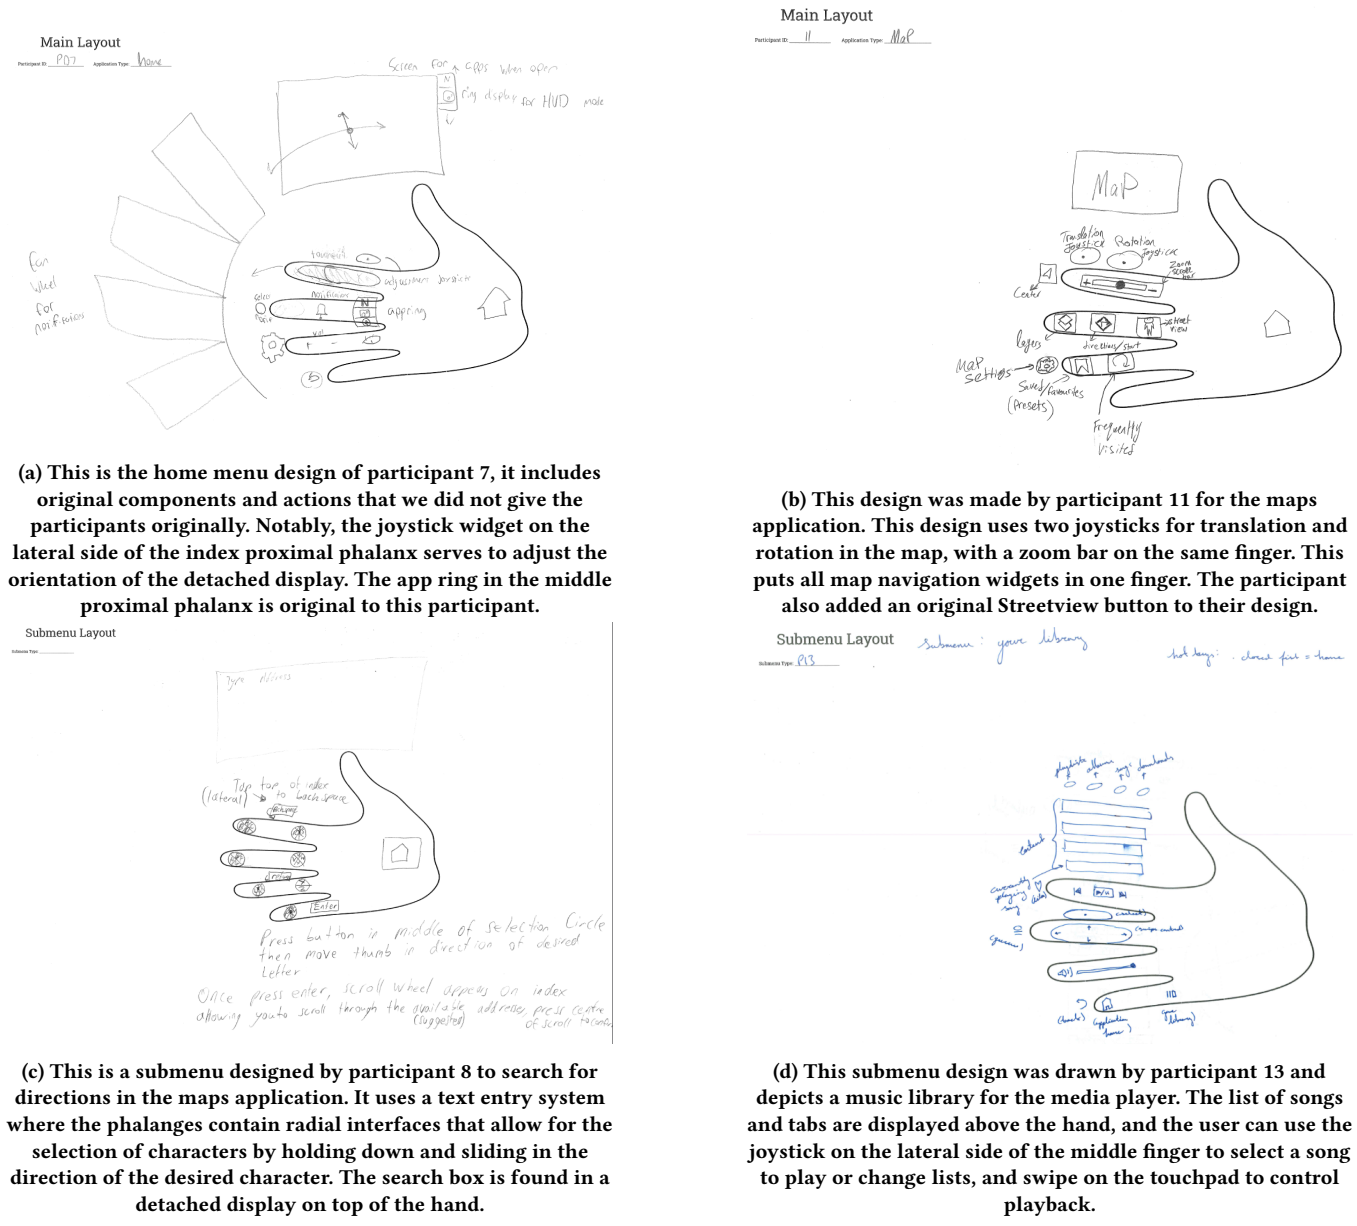 Main Layout
Participant ID: P07 Application Type: home
Screen for apps when open
N
ring display for HUD mode
Fan
wheel
for
notifications
adjustment joystick
notification
N
app ring
+ -
(a) This is the home menu design of participant 7, it includes
original components and actions that we did not give the
participants originally. Notably, the joystick widget on the
lateral side of the index proximal phalanx serves to adjust the
orientation of the detached display. The app ring in the middle
proximal phalanx is original to this participant.
Main Layout
Participant ID: 11 Application Type: MaP
MaP
Translation
Joystick
Rotation
Joystick
Zoom
scroll
bar
Center
+ -
street
view
layers
directions/start
MaP
settings
Saved/favourites
(Presets)
Frequently
Visited
(b) This design was made by participant 11 for the maps
application. This design uses two joysticks for translation and
rotation in the map, with a zoom bar on the same finger. This
puts all map navigation widgets in one finger. The participant
also added an original Streetview button to their design.
Submenu Layout
Submenu Type:
Type Address
Tap top of index
(lateral) to back space
Enter
Press button in middle of selection Circle
then move thumb in direction of desired
Letter
Once press enter, scroll wheel appears on index
allowing you to scroll through the available addresses, press centre
(suggested) of scroll to confirm
(c) This is a submenu designed by participant 8 to search for
directions in the maps application. It uses a text entry system
where the phalanges contain radial interfaces that allow for the
selection of characters by holding down and sliding in the
direction of the desired character. The search box is found in a
detached display on top of the hand.
Submenu Layout
submenu: your library
Submenu Type: P13
hot keys: closed fist = home
playlists albums songs downloads
content
currently
playing
song
(queue)
(back)
(application
home)
(your
library)
(d) This submenu design was drawn by participant 13 and
depicts a music library for the media player. The list of songs
and tabs are displayed above the hand, and the user can use the
joystick on the lateral side of the middle finger to select a song
to play or change lists, and swipe on the touchpad to control
playback.